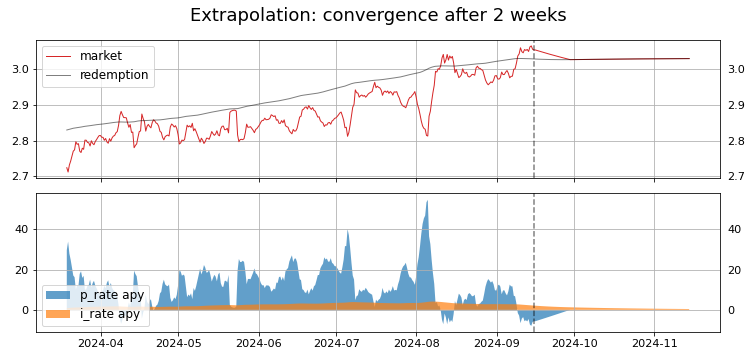 Extrapolation: convergence after 2 weeks
market
redemption
3.0 3.0
2.9 2.9
2.8 2.8
2.7 2.7
40 40
20 20
0 0
p_rate apy
i_rate apy
2024-04 2024-05 2024-06 2024-07 2024-08 2024-09 2024-10 2024-11